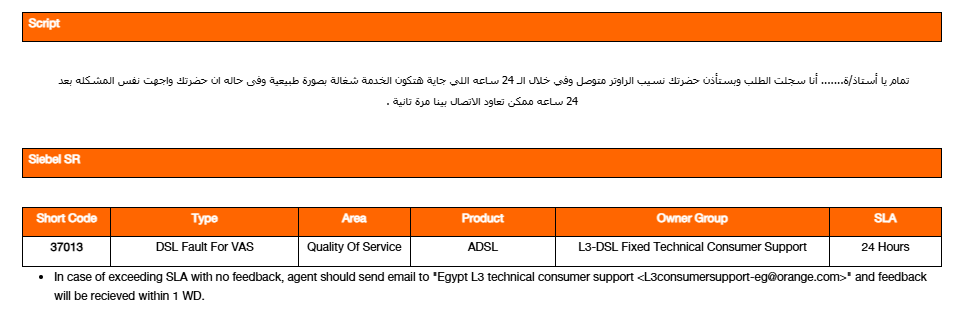 Script
تمام يا أستاذ/ة....... أنا سجلت الطلب وبستأذن حضرتك نسيب الراوتر متوصل وفي خلال الـ 24 ساعه اللي جاية هتكون الخدمة شغالة بصورة طبيعية وفى حاله ان حضرتك واجهت نفس المشكله بعد
24 ساعه ممكن تعاود الاتصال بينا مرة تانية .
Siebel SR
Short Code Type Area Product Owner Group SLA
37013 DSL Fault For VAS Quality Of Service ADSL L3-DSL Fixed Technical Consumer Support 24 Hours
• In case of exceeding SLA with no feedback, agent should send email to "Egypt L3 technical consumer support <L3consumersupport-eg@orange.com>" and feedback
will be recieved within 1 WD.